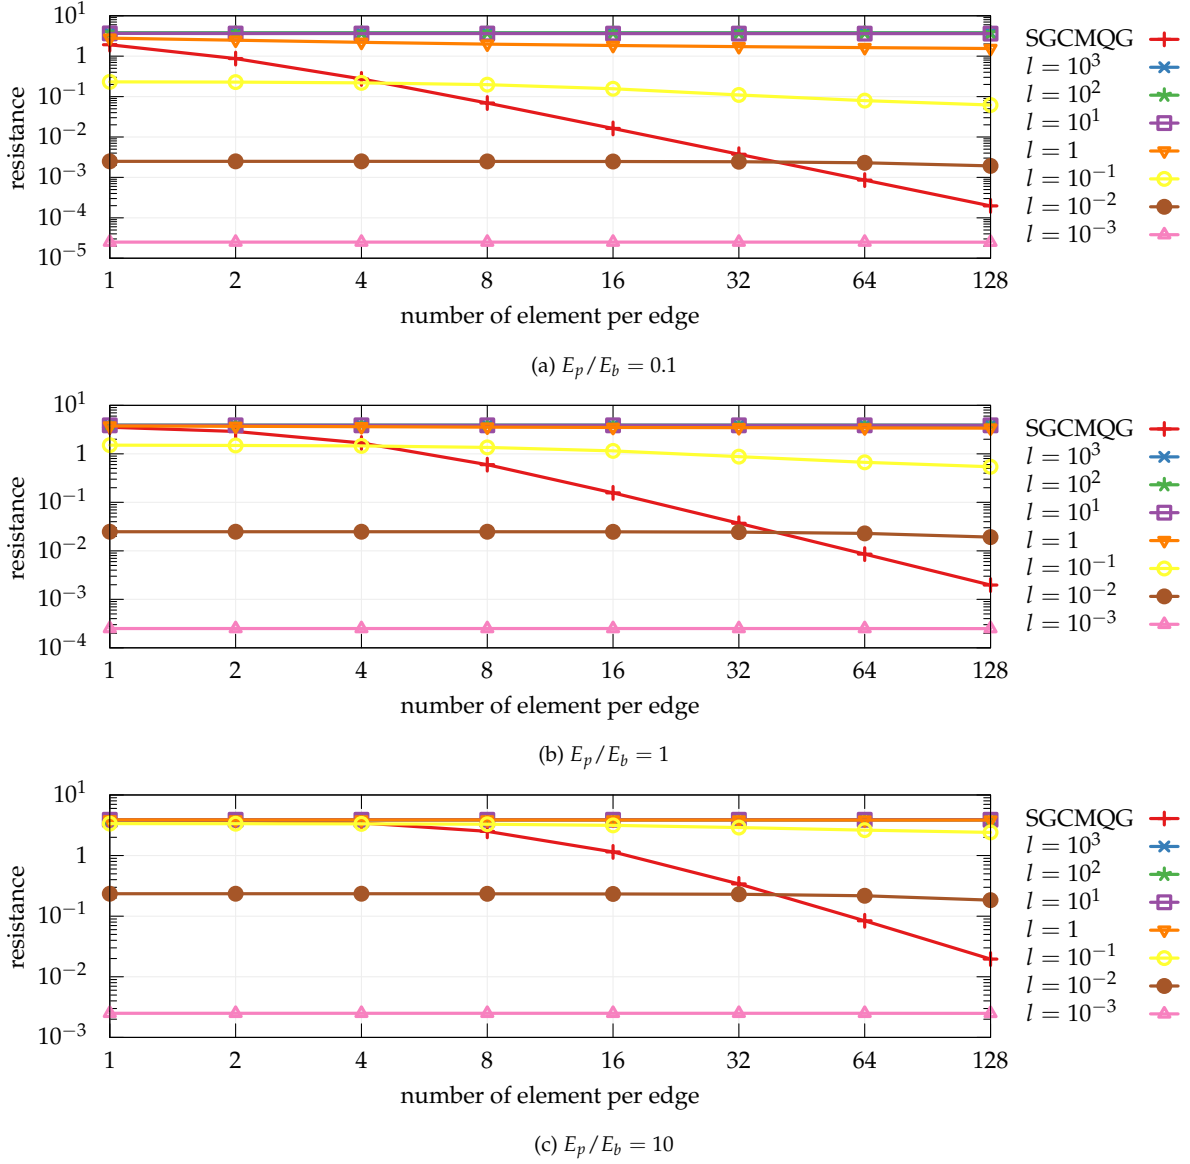 10^1
1
10^-1
10^-2
10^-3
10^-4
10^-5
resistance
1 2 4 8 16 32 64 128
number of element per edge
SGCMQG
l = 10^3
l = 10^2
l = 10^1
l = 1
l = 10^-1
l = 10^-2
l = 10^-3
(a) E_p/E_b = 0.1
10^1
1
10^-1
10^-2
10^-3
10^-4
resistance
1 2 4 8 16 32 64 128
number of element per edge
SGCMQG
l = 10^3
l = 10^2
l = 10^1
l = 1
l = 10^-1
l = 10^-2
l = 10^-3
(b) E_p/E_b = 1
10^1
1
10^-1
10^-2
10^-3
resistance
1 2 4 8 16 32 64 128
number of element per edge
SGCMQG
l = 10^3
l = 10^2
l = 10^1
l = 1
l = 10^-1
l = 10^-2
l = 10^-3
(c) E_p/E_b = 10